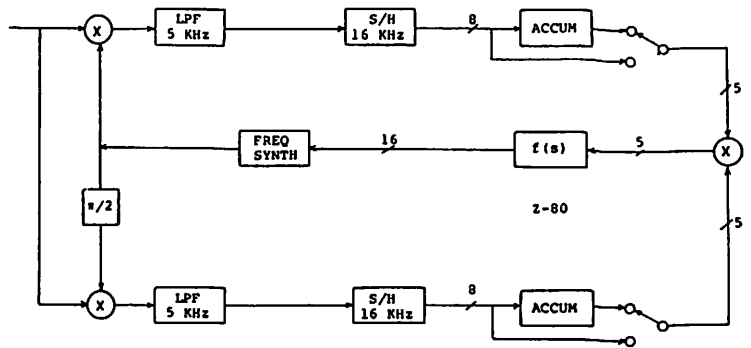 X
LPF
5 KHz
S/H
16 KHz
8
ACCUM
5
FREQ
SYNTH
16
f(s)
5
X
π/2
z-80
5
X
LPF
5 KHz
S/H
16 KHz
8
ACCUM